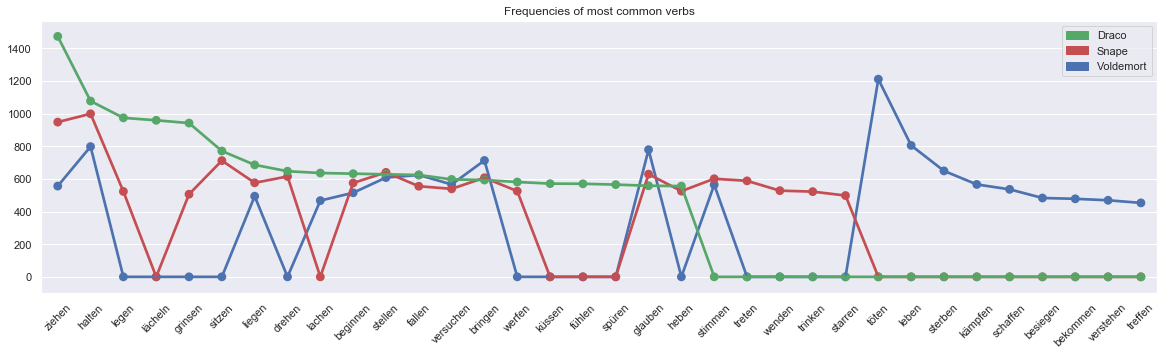 Frequencies of most common verbs
Draco
Snape
Voldemort
1400
1200
1000
800
600
400
200
0
ziehen
halten
legen
lächeln
grinsen
sitzen
liegen
drehen
lachen
beginnen
stellen
fallen
versuchen
bringen
werfen
küssen
fühlen
spüren
glauben
heben
stimmen
treten
wenden
trinken
starren
töten
leben
sterben
kämpfen
schaffen
besiegen
bekommen
verstehen
treffen